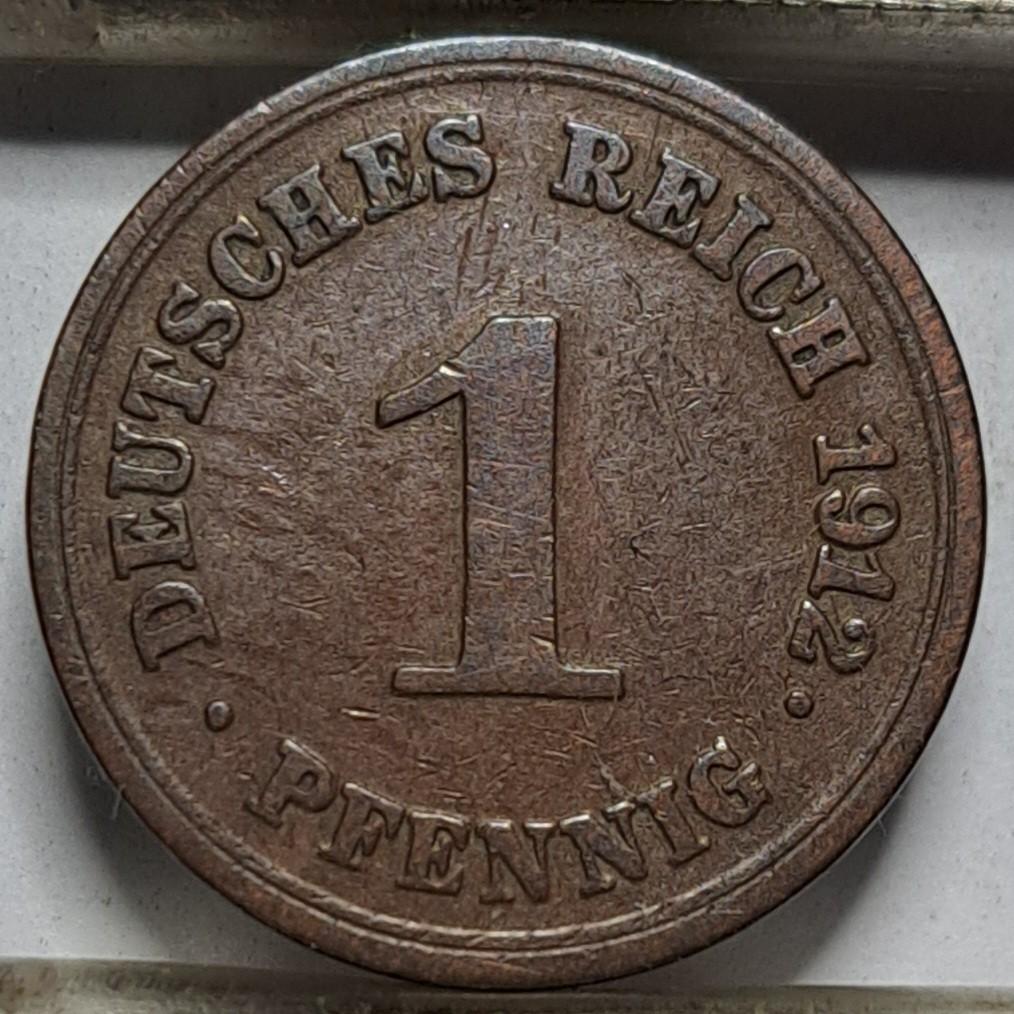 DEUTSCHES REICH 1912
1
PFENNIG